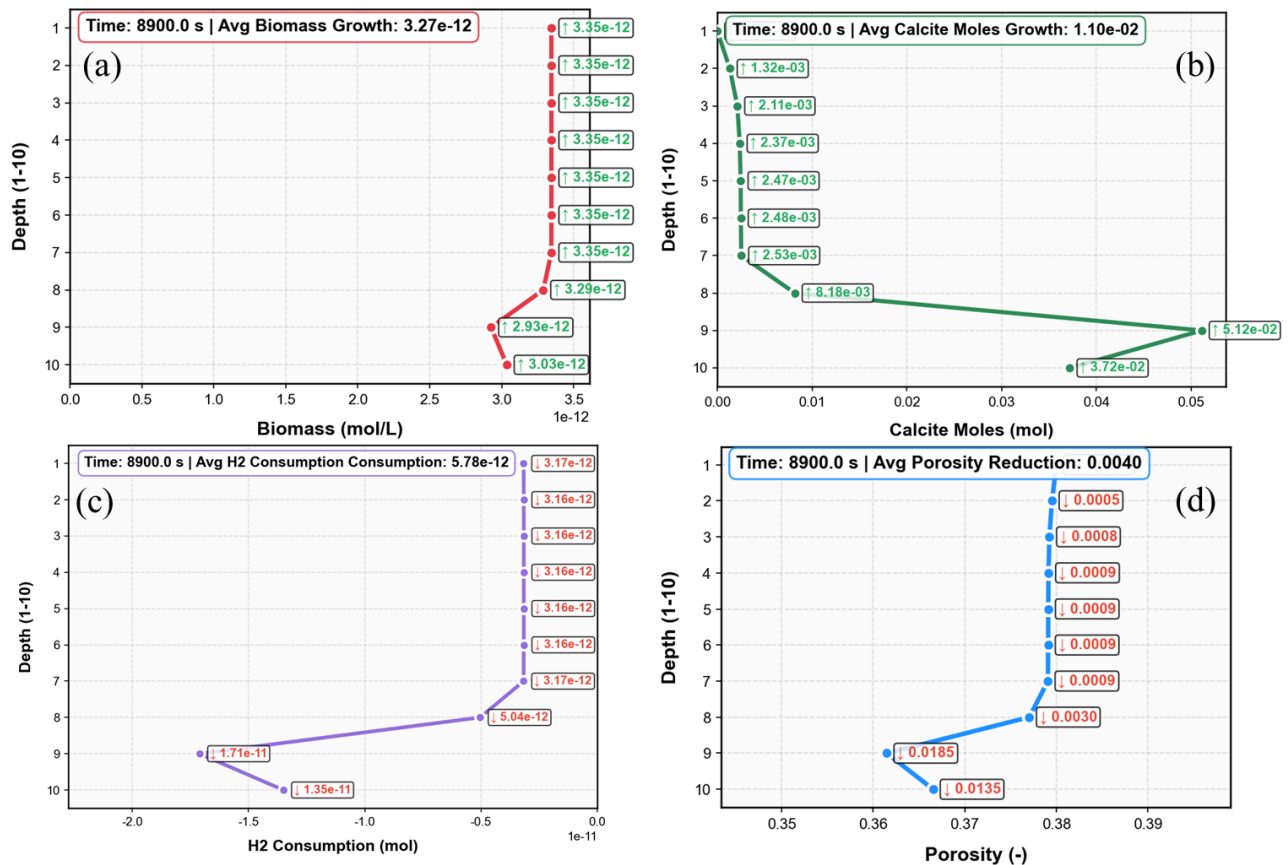 Time: 8900.0 s | Avg Biomass Growth: 3.27e-12
(a)
Depth (1-10)
1
2
3
4
5
6
7
8
9
10
↑ 3.35e-12
↑ 3.35e-12
↑ 3.35e-12
↑ 3.35e-12
↑ 3.35e-12
↑ 3.35e-12
↑ 3.35e-12
↑ 3.29e-12
↑ 2.93e-12
↑ 3.03e-12
0.0
0.5
1.0
1.5
2.0
2.5
3.0
3.5
1e-12
Biomass (mol/L)
Time: 8900.0 s | Avg Calcite Moles Growth: 1.10e-02
(b)
Depth (1-10)
1
2
3
4
5
6
7
8
9
10
↑ 1.32e-03
↑ 2.11e-03
↑ 2.37e-03
↑ 2.47e-03
↑ 2.48e-03
↑ 2.53e-03
↑ 8.18e-03
↑ 5.12e-02
↑ 3.72e-02
0.00
0.01
0.02
0.03
0.04
0.05
Calcite Moles (mol)
Time: 8900.0 s | Avg H2 Consumption Consumption: 5.78e-12
(c)
Depth (1-10)
1
2
3
4
5
6
7
8
9
10
↓ 3.17e-12
↓ 3.16e-12
↓ 3.16e-12
↓ 3.16e-12
↓ 3.16e-12
↓ 3.16e-12
↓ 3.17e-12
↓ 5.04e-12
↓ 1.71e-11
↓ 1.35e-11
-2.0
-1.5
-1.0
-0.5
0.0
1e-11
H2 Consumption (mol)
Time: 8900.0 s | Avg Porosity Reduction: 0.0040
(d)
Depth (1-10)
1
2
3
4
5
6
7
8
9
10
↓ 0.0005
↓ 0.0008
↓ 0.0009
↓ 0.0009
↓ 0.0009
↓ 0.0009
↓ 0.0030
↓ 0.0185
↓ 0.0135
0.35
0.36
0.37
0.38
0.39
Porosity (-)